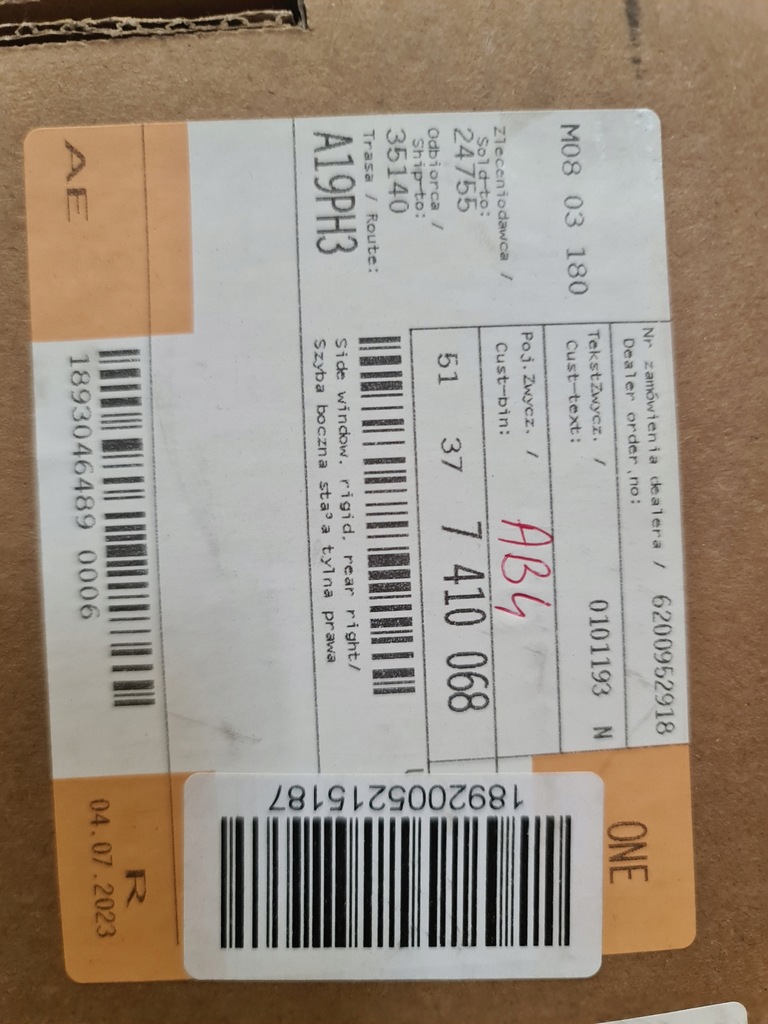 M08 03 180
Nr zamówienia dealera / 6200952918
Dealer order.no:
TekstZwycz. /
Cust-text:
0101193 N
Zleceniodawca /
Sold-to:
24755
Poj.Zwycz. /
Cust-bin:
AB4
Odbiorca /
Ship-to:
35140
51 37 7 410 068
Trasa / Route:
A19PH3
Side window. rigid. rear right/
Szyba boczna sta³a tylna prawa
ONE
1892005215187
AE
1893046489 0006
R
04.07.2023